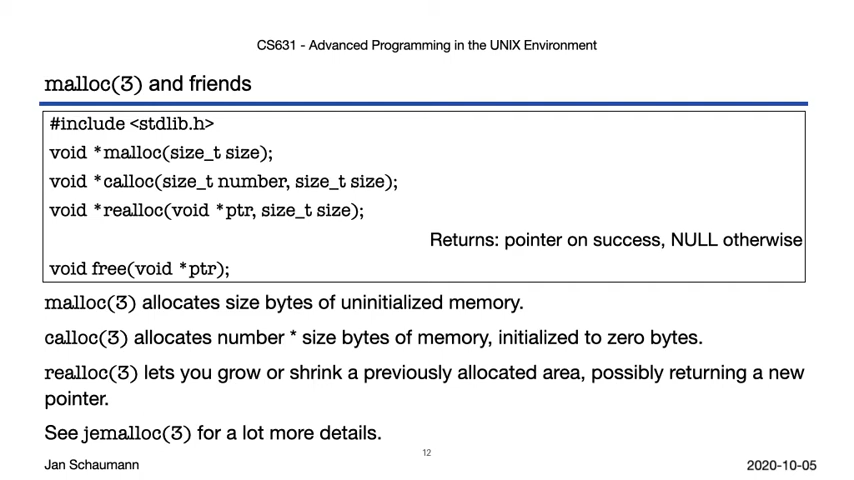 CS631 - Advanced Programming in the UNIX Environment
malloc(3) and friends
#include <stdlib.h>
void *malloc(size_t size);
void *calloc(size_t number, size_t size);
void *realloc(void *ptr, size_t size);
Returns: pointer on success, NULL otherwise
void free(void *ptr);
malloc(3) allocates size bytes of uninitialized memory.
calloc(3) allocates number * size bytes of memory, initialized to zero bytes.
realloc(3) lets you grow or shrink a previously allocated area, possibly returning a new
pointer.
See jemalloc(3) for a lot more details.
12
Jan Schaumann
2020-10-05